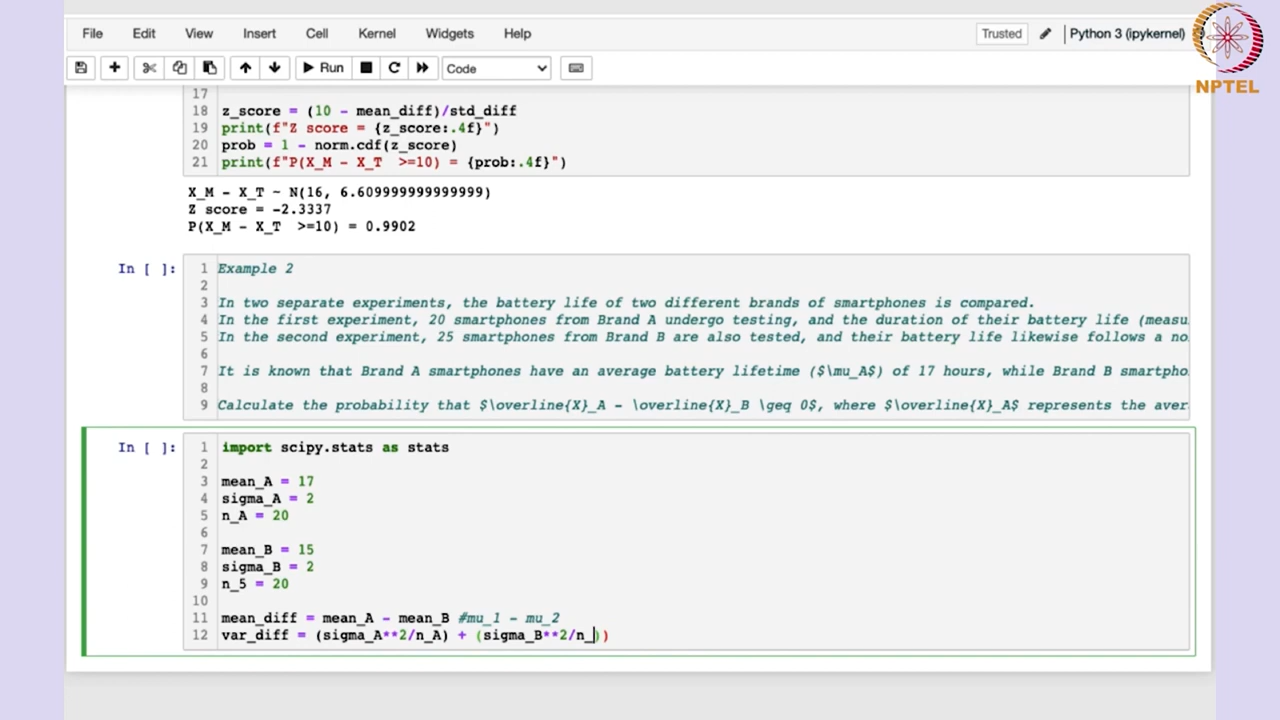 NPTEL
File Edit View Insert Cell Kernel Widgets Help
Trusted Python 3 (ipykernel)
Run Code
17
18 z_score = (10 - mean_diff)/std_diff
19 print(f"Z score = {z_score:.4f}")
20 prob = 1 - norm.cdf(z_score)
21 print(f"P(X_M - X_T >=10) = {prob:.4f}")
X_M - X_T ~ N(16, 6.609999999999999)
Z score = -2.3337
P(X_M - X_T >=10) = 0.9902
In [ ]: 1 Example 2
2
3 In two separate experiments, the battery life of two different brands of smartphones is compared.
4 In the first experiment, 20 smartphones from Brand A undergo testing, and the duration of their battery life (measu
5 In the second experiment, 25 smartphones from Brand B are also tested, and their battery life likewise follows a no
6
7 It is known that Brand A smartphones have an average battery lifetime ($\mu_A$) of 17 hours, while Brand B smartpho
8
9 Calculate the probability that $\overline{X}_A - \overline{X}_B \geq 0$, where $\overline{X}_A$ represents the aver
In [ ]: 1 import scipy.stats as stats
2
3 mean_A = 17
4 sigma_A = 2
5 n_A = 20
6
7 mean_B = 15
8 sigma_B = 2
9 n_5 = 20
10
11 mean_diff = mean_A - mean_B #mu_1 - mu_2
12 var_diff = (sigma_A**2/n_A) + (sigma_B**2/n_))